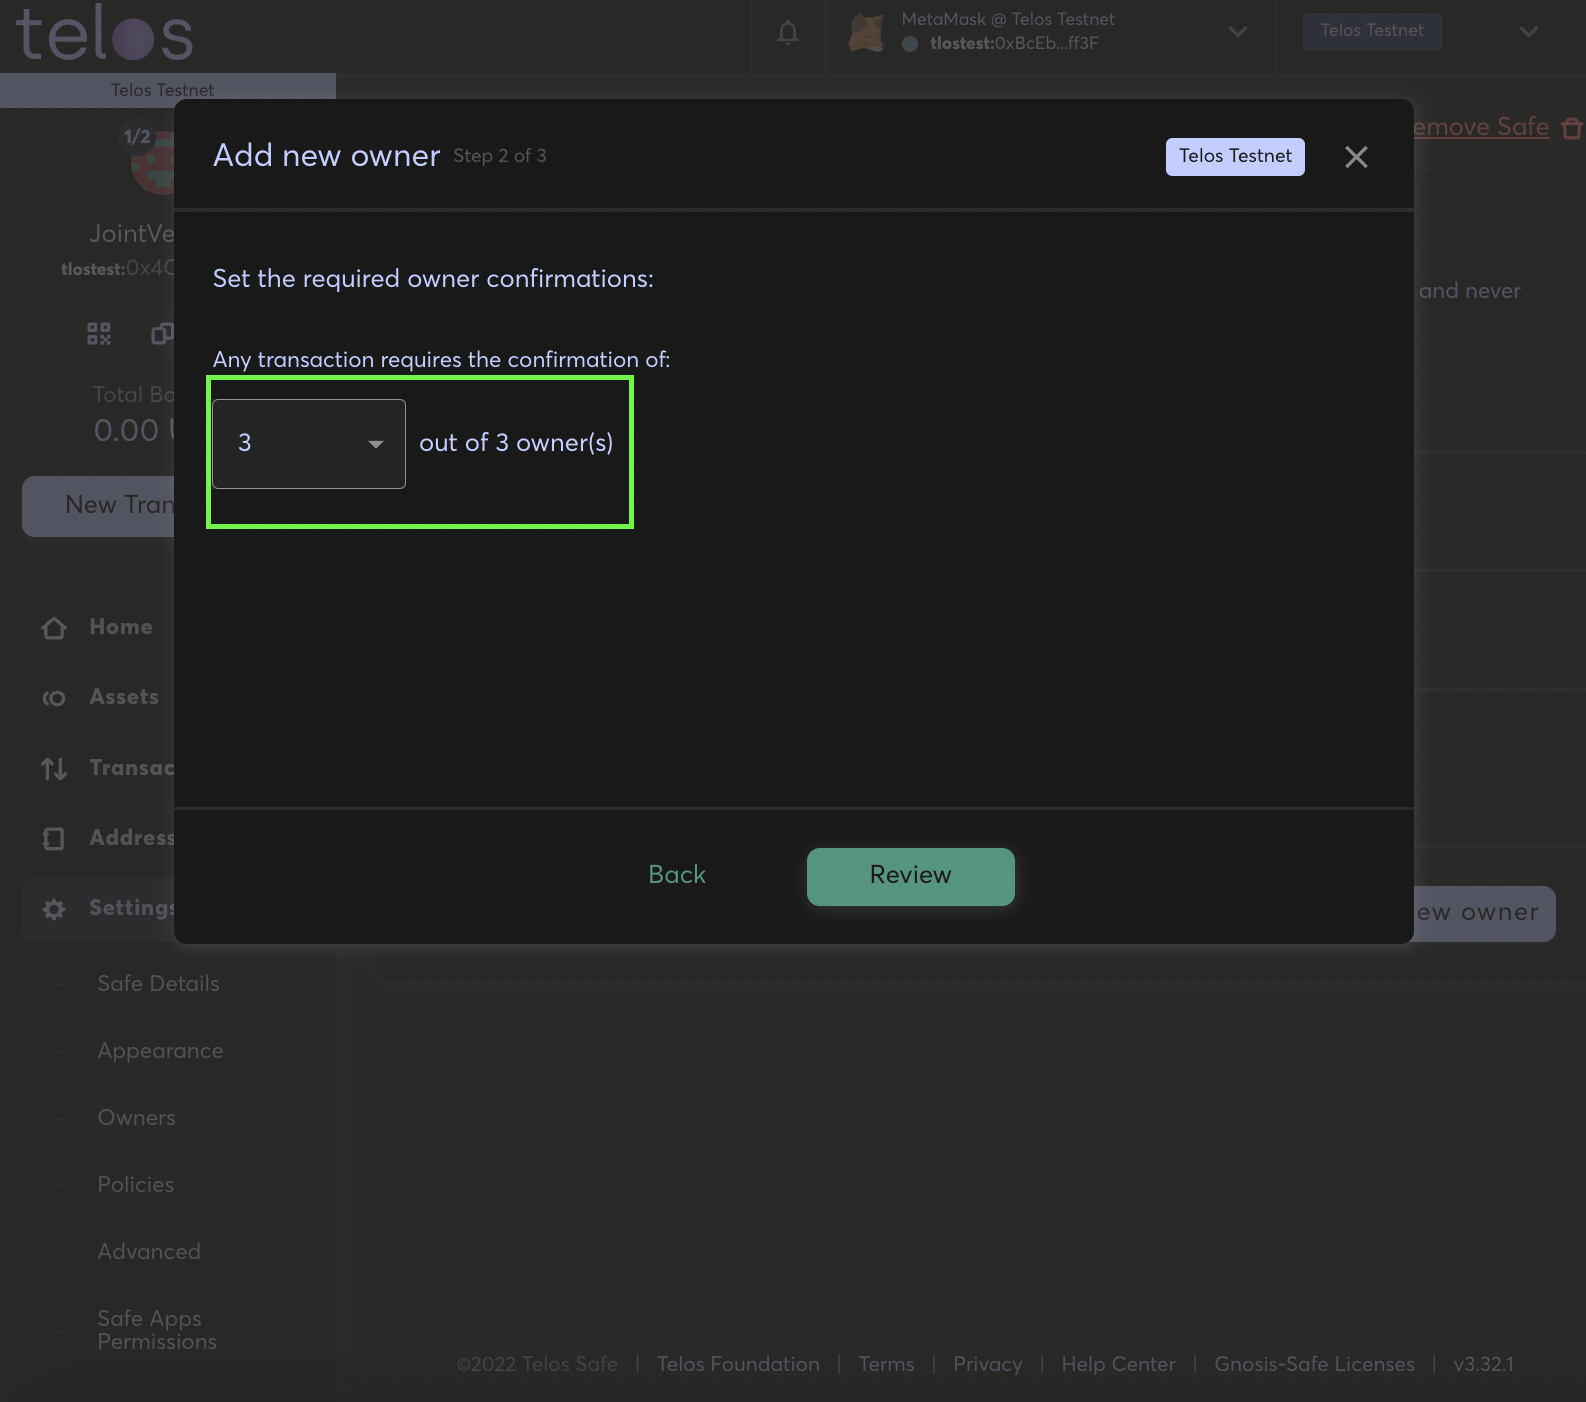 telos
MetaMask @ Telos Testnet
tlostest:0xBcEb...ff3F
Telos Testnet
Telos Testnet
1/2
Add new owner Step 2 of 3
Telos Testnet
emove Safe
JointVe
tlostest:0x4C
Set the required owner confirmations:
and never
Any transaction requires the confirmation of:
Total Ba
0.00
3 out of 3 owner(s)
New Tran
Home
Assets
Transac
Address
Back
Review
Settings
ew owner
Safe Details
Appearance
Owners
Policies
Advanced
Safe Apps
Permissions
©2022 Telos Safe | Telos Foundation | Terms | Privacy | Help Center | Gnosis-Safe Licenses | v3.32.1